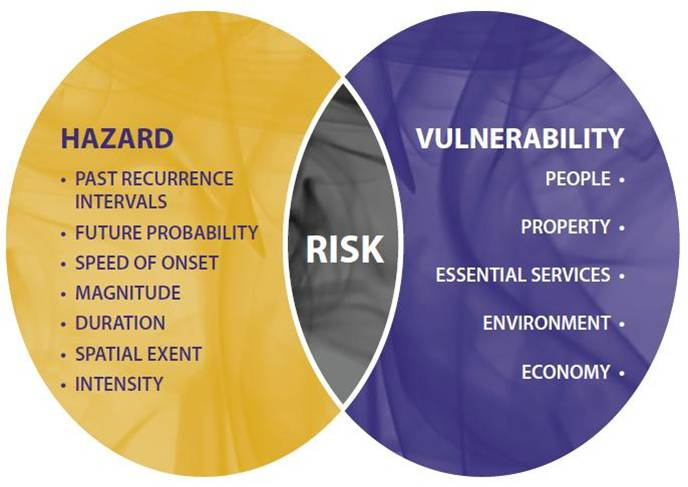 HAZARD
• PAST RECURRENCE
INTERVALS
• FUTURE PROBABILITY
• SPEED OF ONSET
• MAGNITUDE
• DURATION
• SPATIAL EXENT
• INTENSITY
RISK
VULNERABILITY
PEOPLE •
PROPERTY •
ESSENTIAL SERVICES •
ENVIRONMENT •
ECONOMY •